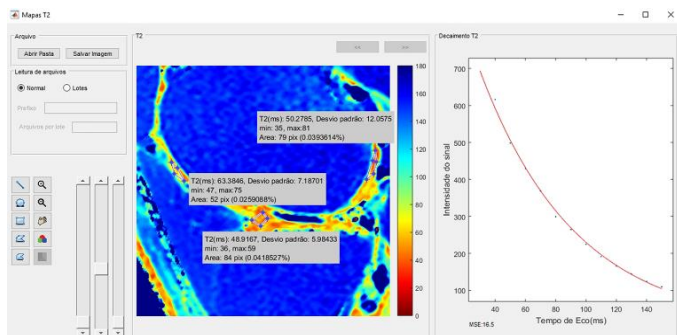 Mapas T2
Arquivo
Abrir Pasta Salvar Imagem
Leitura de arquivos
Normal Lotes
Prefixo
Arquivos por lote
T2
<< >>
T2(ms): 50.2785, Desvio padrão: 12.0575
min: 35, max:81
Area: 79 pix (0.0393614%)
T2(ms): 63.3846, Desvio padrão: 7.18701
min: 47, max:75
Area: 52 pix (0.0259088%)
T2(ms): 48.9167, Desvio padrão: 5.98433
min: 36, max:59
Area: 84 pix (0.0418527%)
180
160
140
120
100
80
60
40
20
0
Decaimento T2
Intensidade do sinal
700
600
500
400
300
200
100
40 60 80 100 120 140
Tempo de Eco(ms)
MSE:16.5